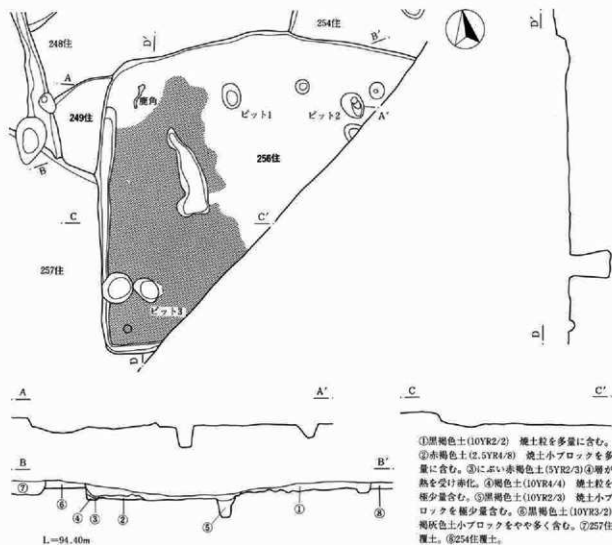 248住
254住
B'
D'
A
鹿角
ピット1
ピット2
A'
249住
256住
B
C
C'
257住
ピット3
D
D'
D
A
A'
C
C'
B
B'
⑦
⑥
④
③
②
⑤
①
⑧
L=94.40m
①黒褐色土(10YR2/2) 焼土粒を多量に含む。
②赤褐色土(2.5YR4/8) 焼土小ブロックを多
量に含む。③にぶい赤褐色土(5YR2/3)④層が
熱を受け赤化。④褐色土(10YR4/4) 焼土粒を
極少量含む。⑤黒褐色土(10YR2/3) 焼土小ブ
ロックを極少量含む。⑥黒褐色土(10YR3/2)
褐灰色土小ブロックをやや多く含む。⑦257住
覆土。⑧254住覆土。